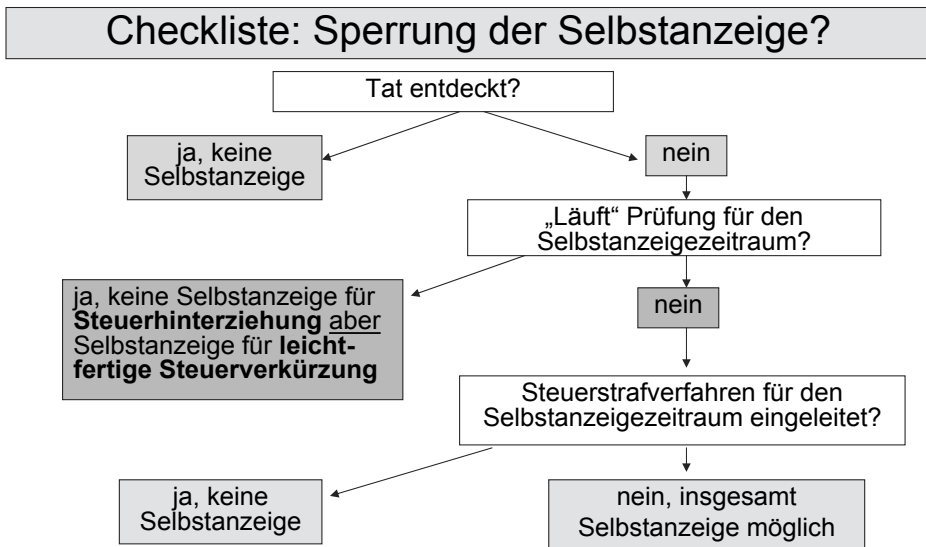 Checkliste: Sperrung der Selbstanzeige?
Tat entdeckt?
ja, keine
Selbstanzeige
nein
„Läuft“ Prüfung für den
Selbstanzeigezeitraum?
ja, keine Selbstanzeige für
Steuerhinterziehung aber
Selbstanzeige für leicht-
fertige Steuerverkürzung
nein
Steuerstrafverfahren für den
Selbstanzeigezeitraum eingeleitet?
ja, keine
Selbstanzeige
nein, insgesamt
Selbstanzeige möglich